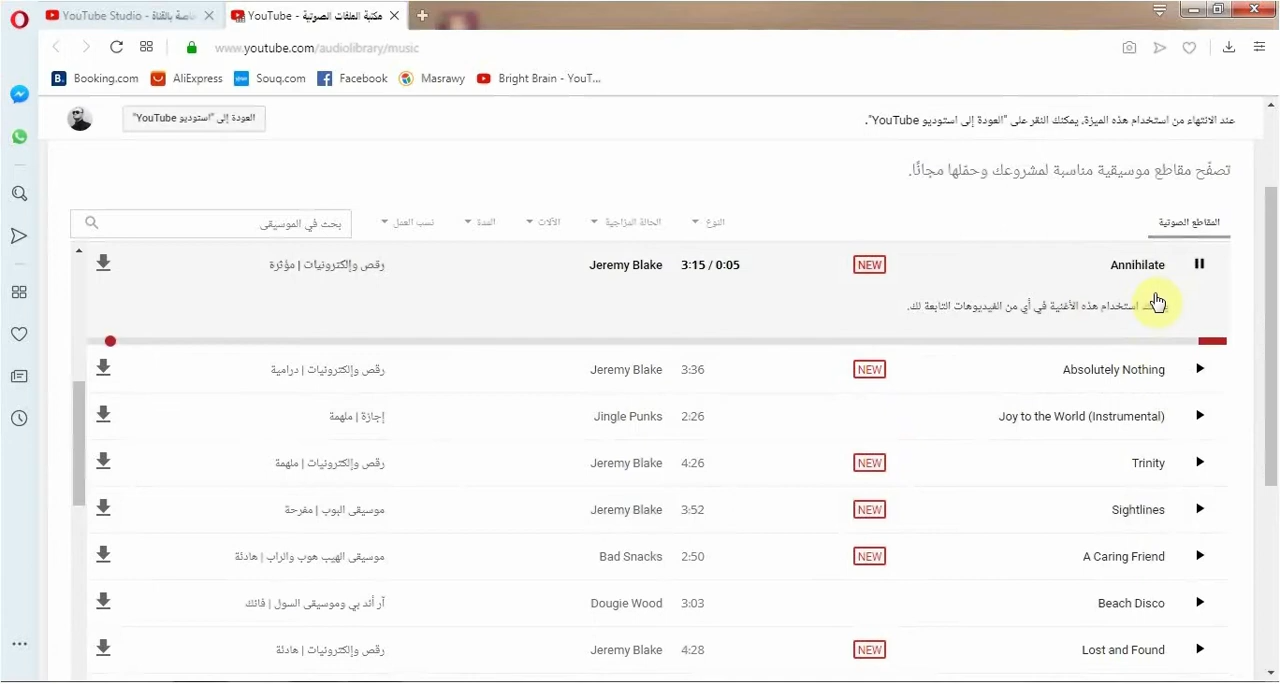 YouTube Studio - خاصة بالقناة
مكتبة الملفات الصوتية - YouTube
www.youtube.com/audiolibrary/music
B. Booking.com AliExpress Souq.com Facebook Masrawy Bright Brain - YouT...
عند الانتهاء من استخدام هذه الميزة، يمكنك النقر على "العودة إلى استوديو YouTube".
العودة إلى "استوديو YouTube"
تصفّح مقاطع موسيقية مناسبة لمشروعك وحمّلها مجانًا.
المقاطع الصوتية النوع الحالة المزاجية الآلات المدة نسب العمل بحث في الموسيقى
Annihilate NEW 3:15 / 0:05 Jeremy Blake رقص وإلكترونيات | مؤثرة
استخدام هذه الأغنية في أي من الفيديوهات التابعة لك.
Absolutely Nothing NEW 3:36 Jeremy Blake رقص وإلكترونيات | درامية
Joy to the World (Instrumental) 2:26 Jingle Punks إجازة | ملهمة
Trinity NEW 4:26 Jeremy Blake رقص وإلكترونيات | ملهمة
Sightlines NEW 3:52 Jeremy Blake موسيقى البوب | مفرحة
A Caring Friend NEW 2:50 Bad Snacks موسيقى الهيب هوب والراب | هادئة
Beach Disco 3:03 Dougie Wood آر أند بي وموسيقى السول | فانك
Lost and Found NEW 4:28 Jeremy Blake رقص وإلكترونيات | هادئة